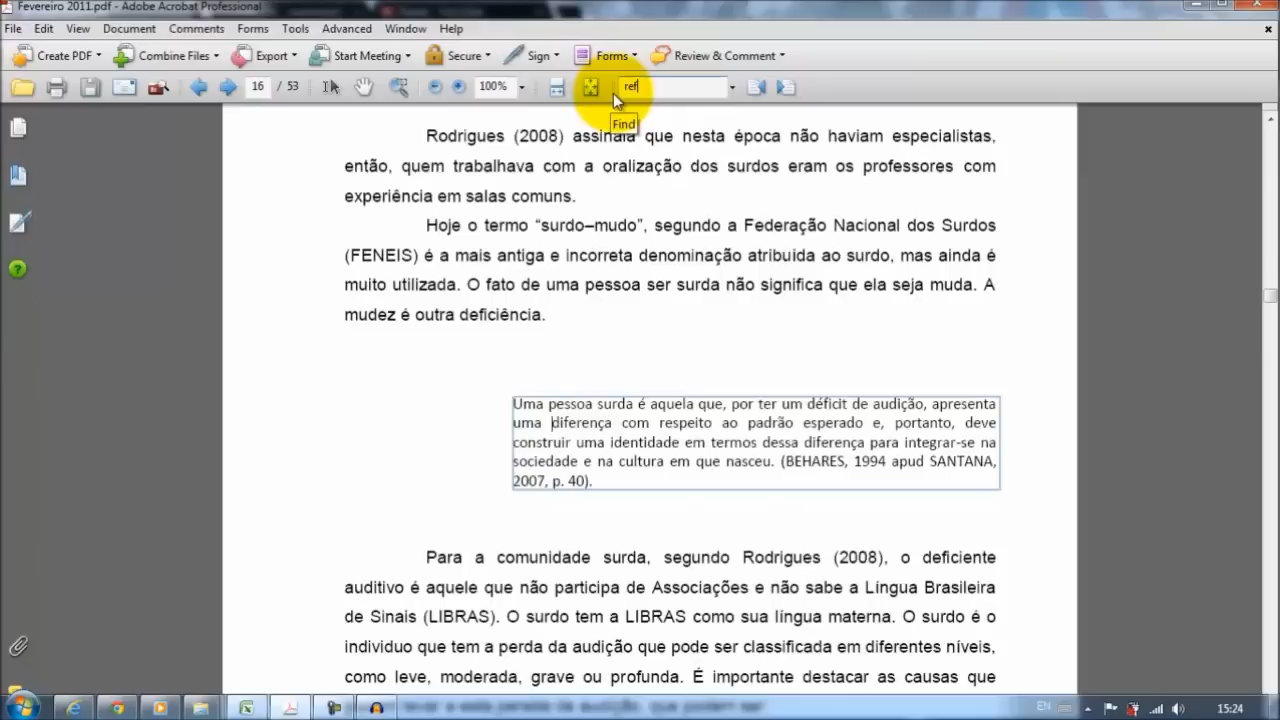 Fevereiro 2011.pdf - Adobe Acrobat Professional
File Edit View Document Comments Forms Tools Advanced Window Help
Create PDF Combine Files Export Start Meeting Secure Sign Forms Review & Comment
16 / 53 100% ref
Find
Rodrigues (2008) assinala que nesta época não haviam especialistas,
então, quem trabalhava com a oralização dos surdos eram os professores com
experiência em salas comuns.
Hoje o termo “surdo–mudo”, segundo a Federação Nacional dos Surdos
(FENEIS) é a mais antiga e incorreta denominação atribuída ao surdo, mas ainda é
muito utilizada. O fato de uma pessoa ser surda não significa que ela seja muda. A
mudez é outra deficiência.
Uma pessoa surda é aquela que, por ter um déficit de audição, apresenta
uma diferença com respeito ao padrão esperado e, portanto, deve
construir uma identidade em termos dessa diferença para integrar-se na
sociedade e na cultura em que nasceu. (BEHARES, 1994 apud SANTANA,
2007, p. 40).
Para a comunidade surda, segundo Rodrigues (2008), o deficiente
auditivo é aquele que não participa de Associações e não sabe a Língua Brasileira
de Sinais (LIBRAS). O surdo tem a LIBRAS como sua língua materna. O surdo é o
individuo que tem a perda da audição que pode ser classificada em diferentes níveis,
como leve, moderada, grave ou profunda. É importante destacar as causas que
EN 15:24